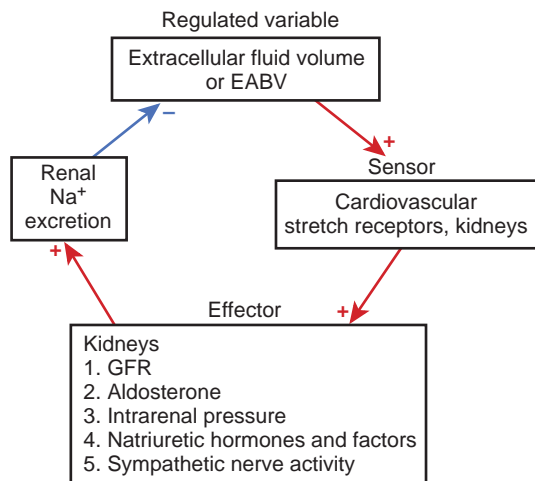 Regulated variable
Extracellular fluid volume
or EABV
–
+
Sensor
Renal
Na⁺
excretion
Cardiovascular
stretch receptors, kidneys
+
+
Effector
Kidneys
1. GFR
2. Aldosterone
3. Intrarenal pressure
4. Natriuretic hormones and factors
5. Sympathetic nerve activity